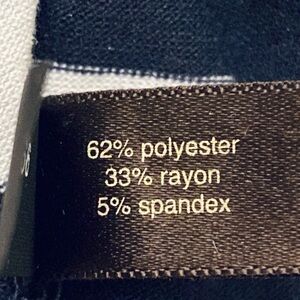 62% polyester
33% rayon
5% spandex